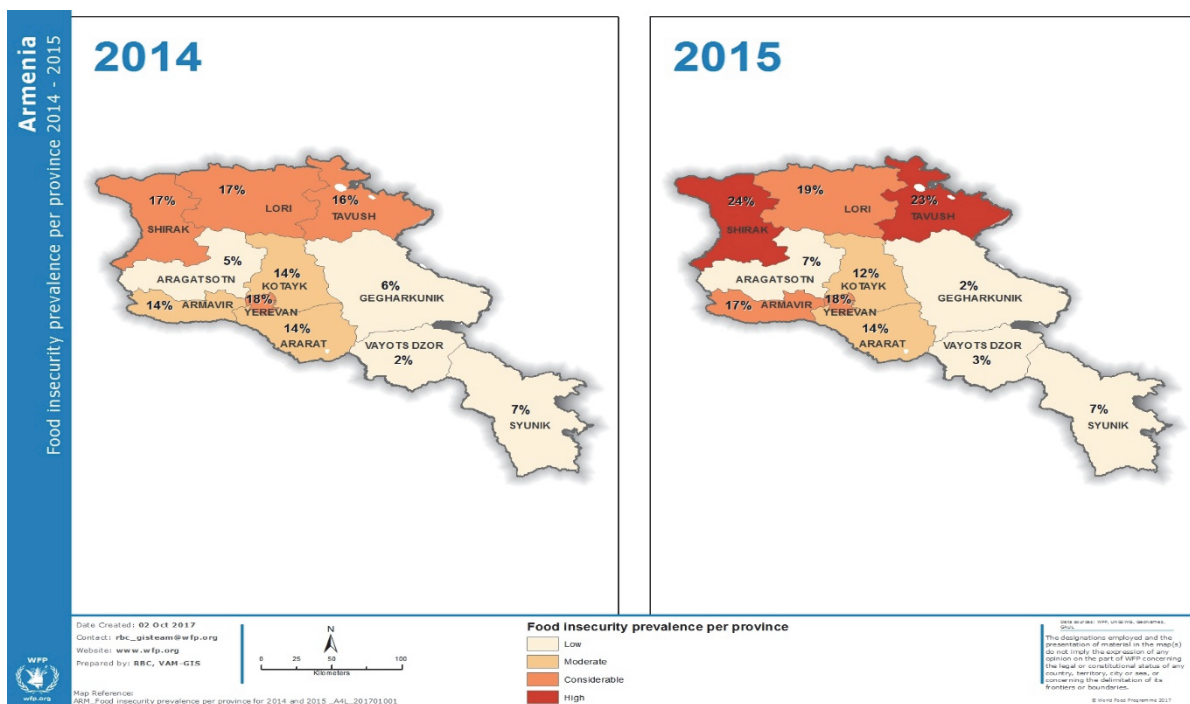 Armenia
Food insecurity prevalence per province 2014 - 2015
2014
17%
SHIRAK
17%
LORI
16%
TAVUSH
5%
ARAGATSOTN
14%
KOTAYK
6%
GEGHARKUNIK
14%
ARMAVIR
18%
YEREVAN
14%
ARARAT
VAYOTS DZOR
2%
7%
SYUNIK
2015
24%
SHIRAK
19%
LORI
23%
TAVUSH
7%
ARAGATSOTN
12%
KOTAYK
2%
GEGHARKUNIK
17%
ARMAVIR
18%
YEREVAN
14%
ARARAT
VAYOTS DZOR
3%
7%
SYUNIK
WFP
wfp.org
Date Created: 02 Oct 2017
Contact: rbc_gisteam@wfp.org
Website: www.wfp.org
Prepared by: RBC, VAM-GIS
Map Reference:
ARM_Food insecurity prevalence per province for 2014 and 2015 _A4L_201701001
N
0 25 50 100
Kilometers
Food insecurity prevalence per province
Low
Moderate
Considerable
High
Data sources: WFP, UNGIWG, GeoNames,
GAUL
The designations employed and the
presentation of material in the map(s)
do not imply the expression of any
opinion on the part of WFP concerning
the legal or constitutional status of any
country, territory, city or sea, or
concerning the delimitation of its
frontiers or boundaries.
© World Food Programme 2017